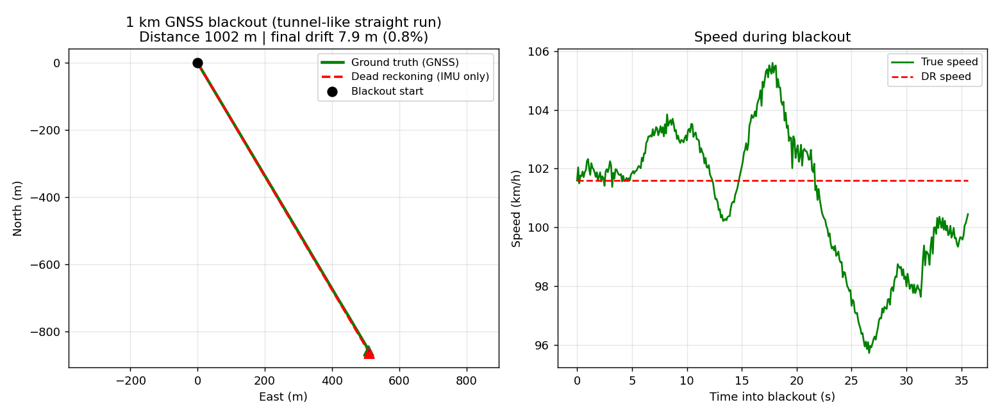 1 km GNSS blackout (tunnel-like straight run)
Distance 1002 m | final drift 7.9 m (0.8%)
Ground truth (GNSS)
Dead reckoning (IMU only)
Blackout start
0
−200
−400
−600
−800
North (m)
−200
0
200
400
600
800
East (m)
Speed during blackout
True speed
DR speed
106
104
102
100
98
96
Speed (km/h)
0
5
10
15
20
25
30
35
Time into blackout (s)